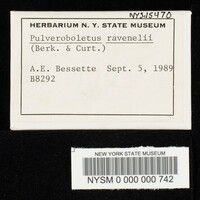 NYSM15470
HERBARIUM N. Y. STATE MUSEUM
Pulveroboletus ravenelii
(Berk. & Curt.)
A.E. Bessette Sept. 5, 1989
B8292
NEW YORK STATE MUSEUM
NYSM 0 000 000 742